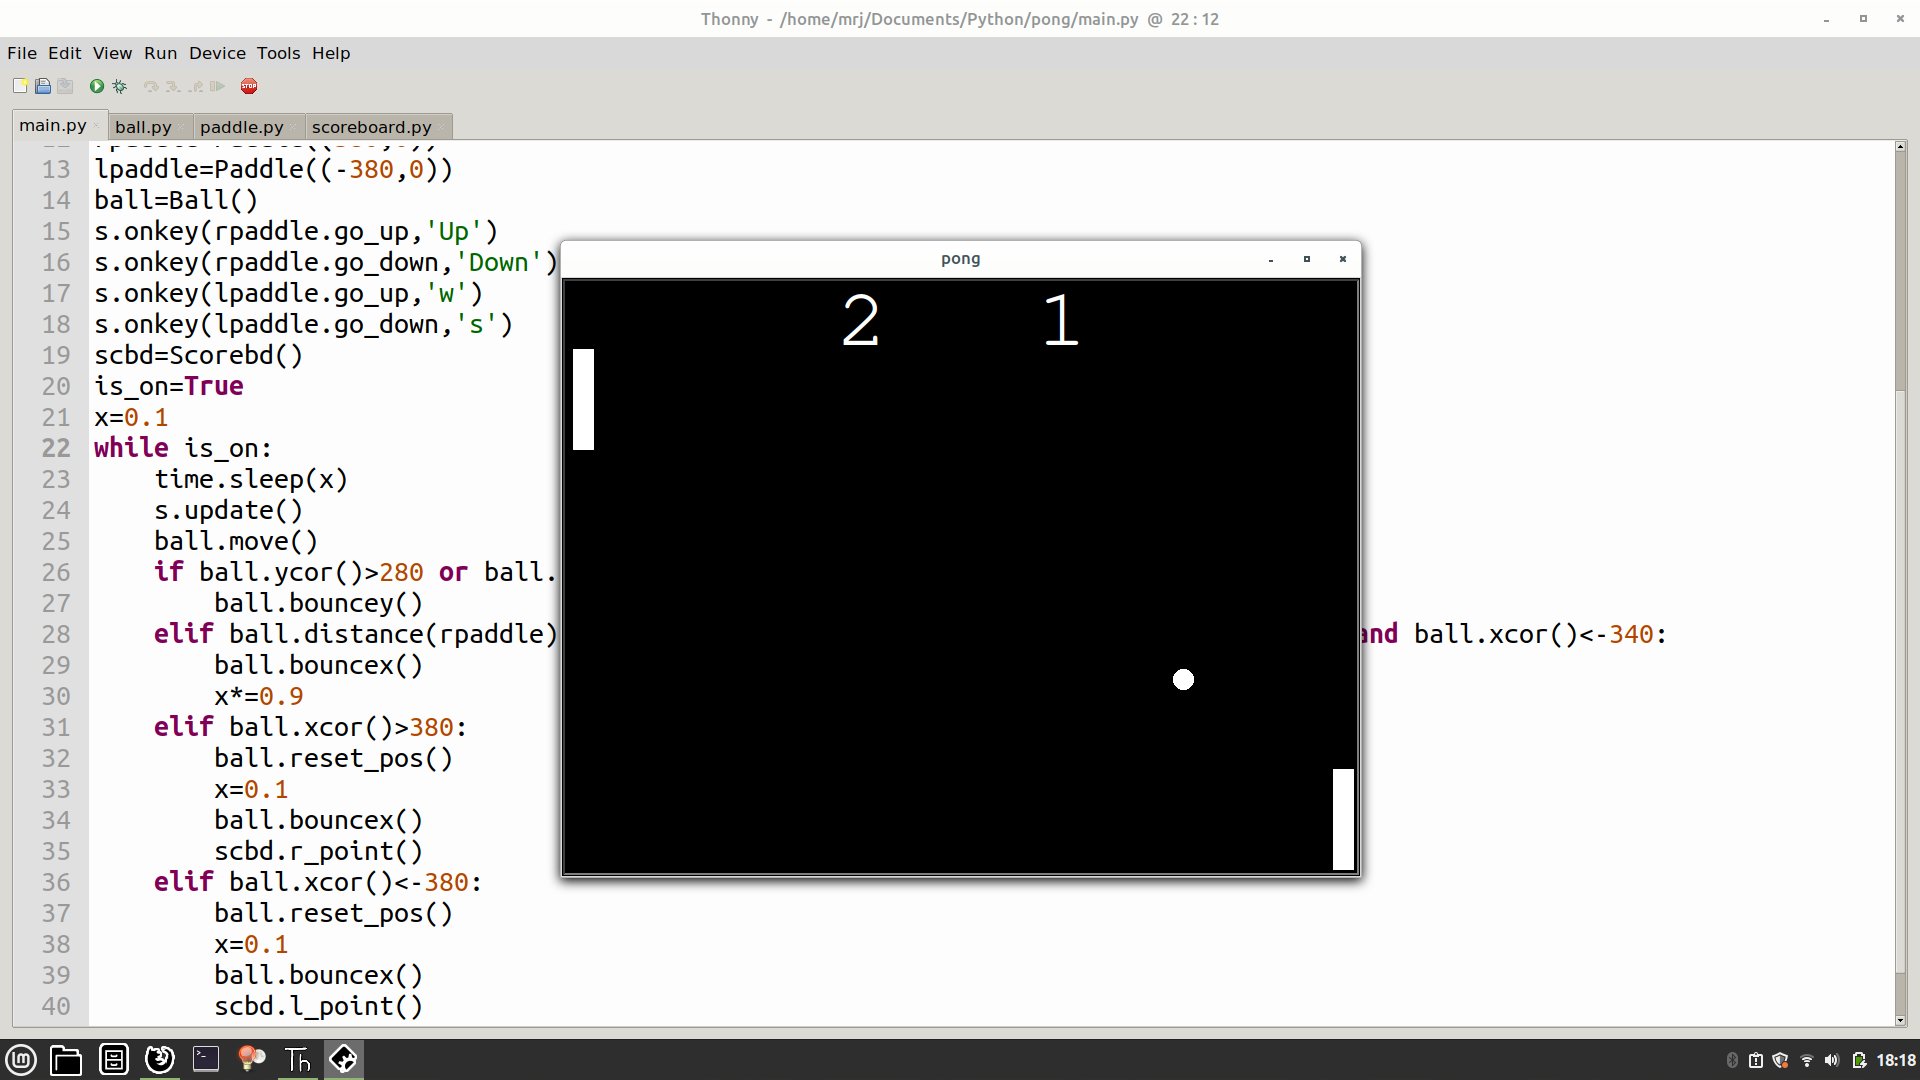 Thonny - /home/mrj/Documents/Python/pong/main.py @ 22:12
File Edit View Run Device Tools Help
STOP
main.py ball.py paddle.py scoreboard.py
13 lpaddle=Paddle((-380,0))
14 ball=Ball()
15 s.onkey(rpaddle.go_up,'Up')
16 s.onkey(rpaddle.go_down,'Down')
17 s.onkey(lpaddle.go_up,'w')
18 s.onkey(lpaddle.go_down,'s')
19 scbd=Scorebd()
20 is_on=True
21 x=0.1
22 while is_on:
23 time.sleep(x)
24 s.update()
25 ball.move()
26 if ball.ycor()>280 or ball.
27 ball.bouncey()
28 elif ball.distance(rpaddle) and ball.xcor()<-340:
29 ball.bouncex()
30 x*=0.9
31 elif ball.xcor()>380:
32 ball.reset_pos()
33 x=0.1
34 ball.bouncex()
35 scbd.r_point()
36 elif ball.xcor()<-380:
37 ball.reset_pos()
38 x=0.1
39 ball.bouncex()
40 scbd.l_point()
pong
2 1
Th
18:18